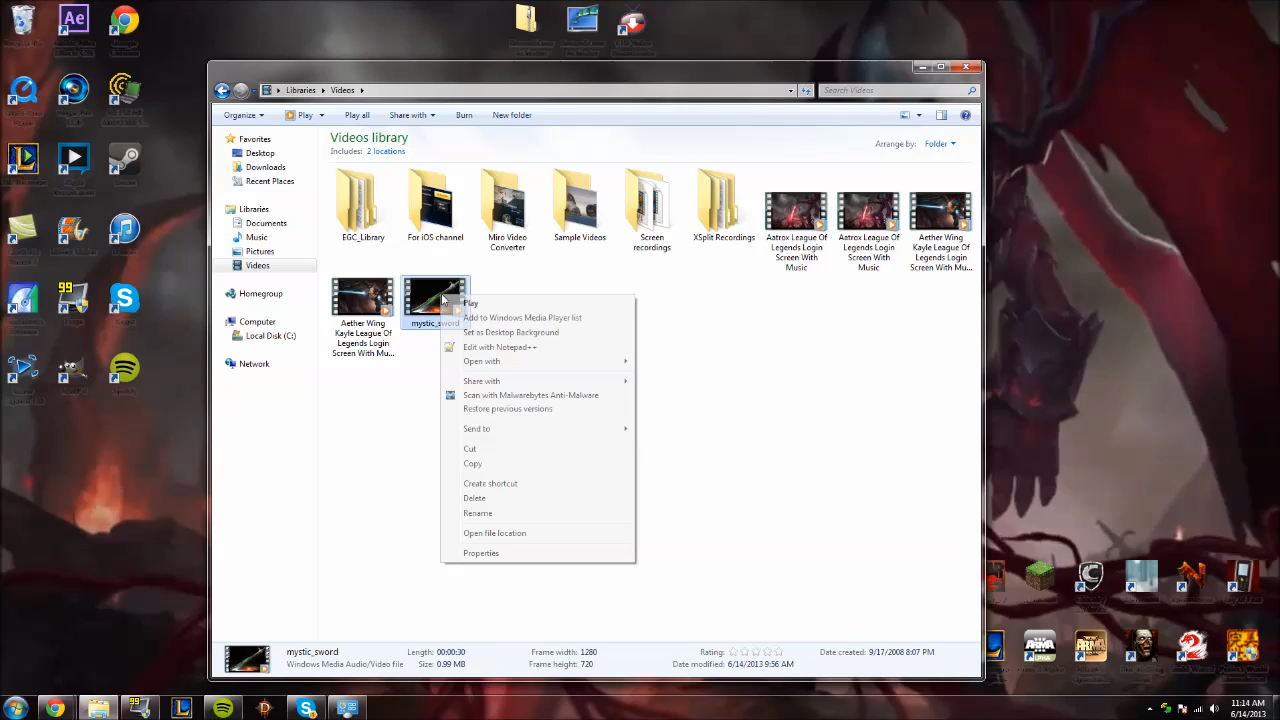 Ae
Libraries
Videos
Search Videos
Organize
Play
Play all
Share with
Burn
New folder
Favorites
Desktop
Downloads
Recent Places
Libraries
Documents
Music
Pictures
Videos
Homegroup
Computer
Local Disk (C:)
Network
Videos library
Includes: 2 locations
Arrange by: Folder
EGC_Library
For iOS channel
Miro Video
Converter
Sample Videos
Screen
recordings
XSplit Recordings
Aatrox League Of
Legends Login
Screen With
Music
Aatrox League Of
Legends Login
Screen With
Music
Aether Wing
Kayle League Of
Legends Login
Screen With Mu...
Aether Wing
Kayle League Of
Legends Login
Screen With Mu...
mystic_sword
Play
Add to Windows Media Player list
Set as Desktop Background
Edit with Notepad++
Open with
Share with
Scan with Malwarebytes Anti-Malware
Restore previous versions
Send to
Cut
Copy
Create shortcut
Delete
Rename
Open file location
Properties
mystic_sword
Windows Media Audio/Video file
Length: 00:00:30
Size: 0.99 MB
Frame width: 1280
Frame height: 720
Rating:
Date modified: 6/14/2013 9:36 AM
Date created: 9/17/2008 8:07 PM
99
99
11:14 AM
6/14/2013